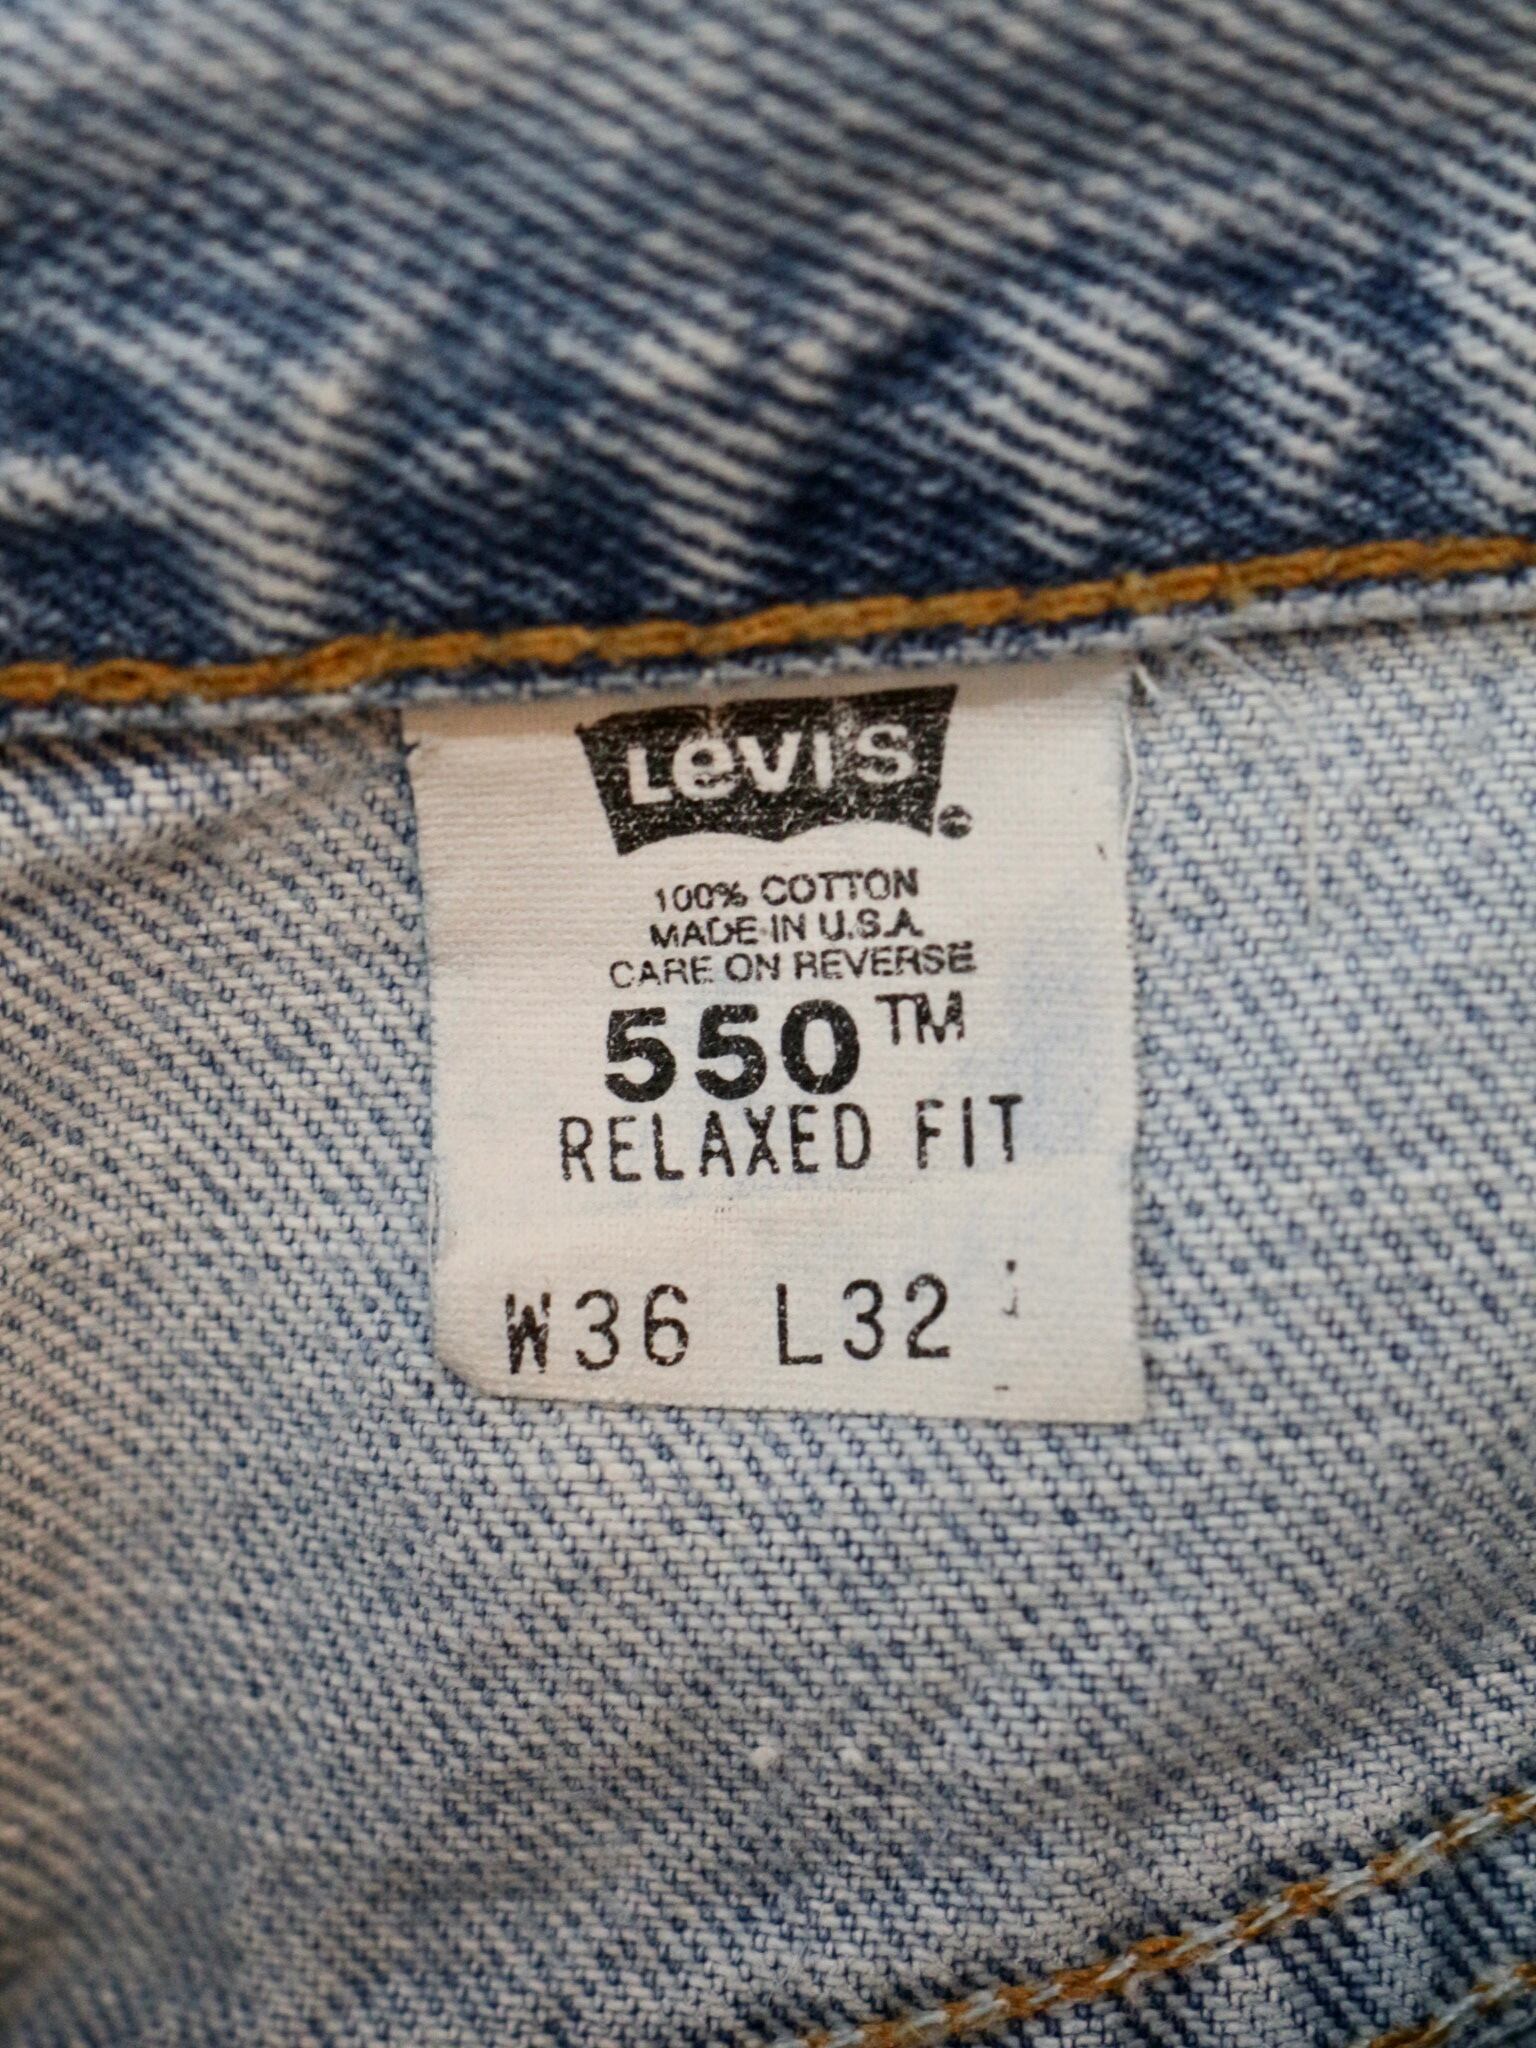 Levi's
100% COTTON
MADE IN U.S.A.
CARE ON REVERSE
550™
RELAXED FIT
W36 L32